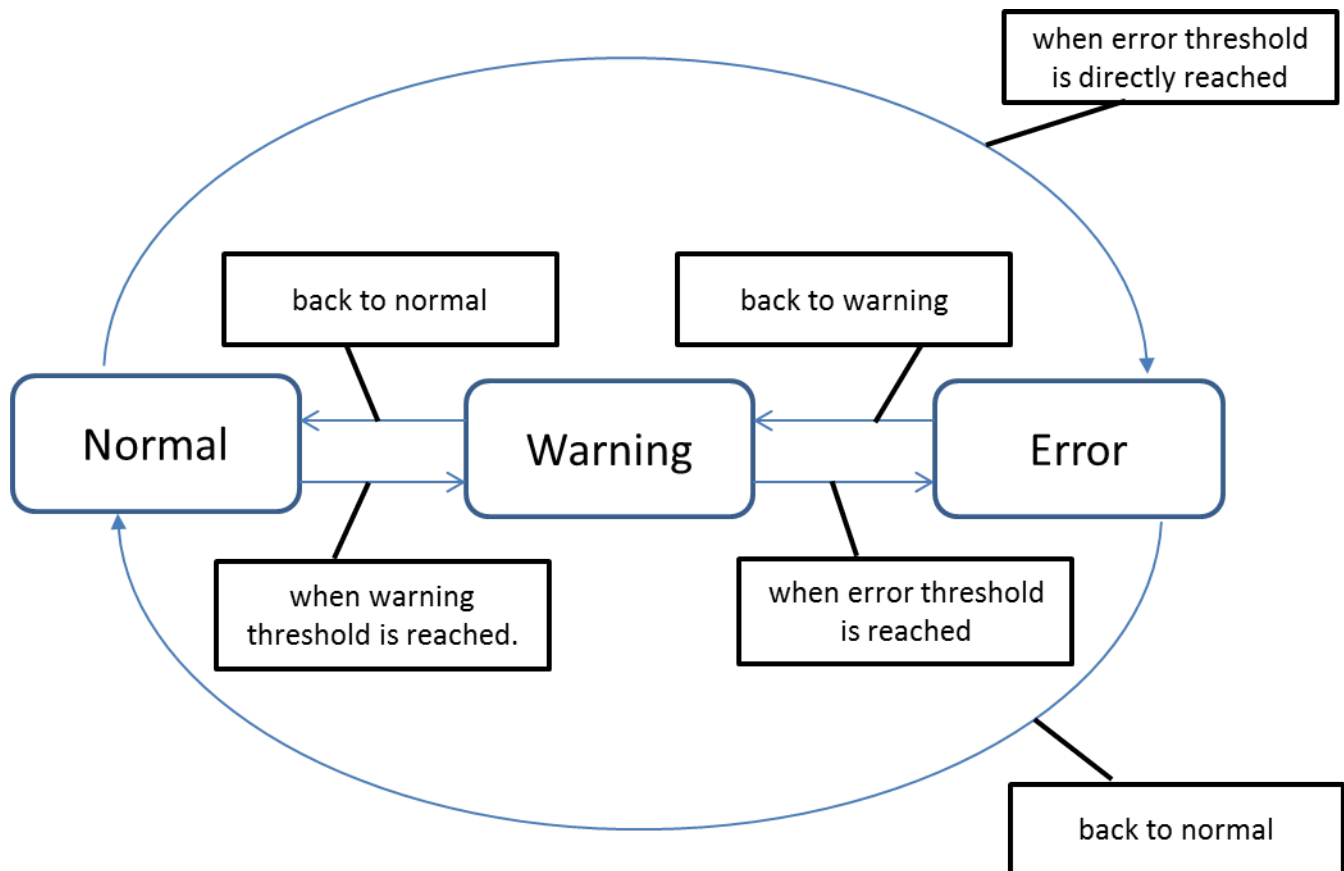 when error threshold
is directly reached
back to normal
back to warning
Normal
Warning
Error
when warning
threshold is reached.
when error threshold
is reached
back to normal